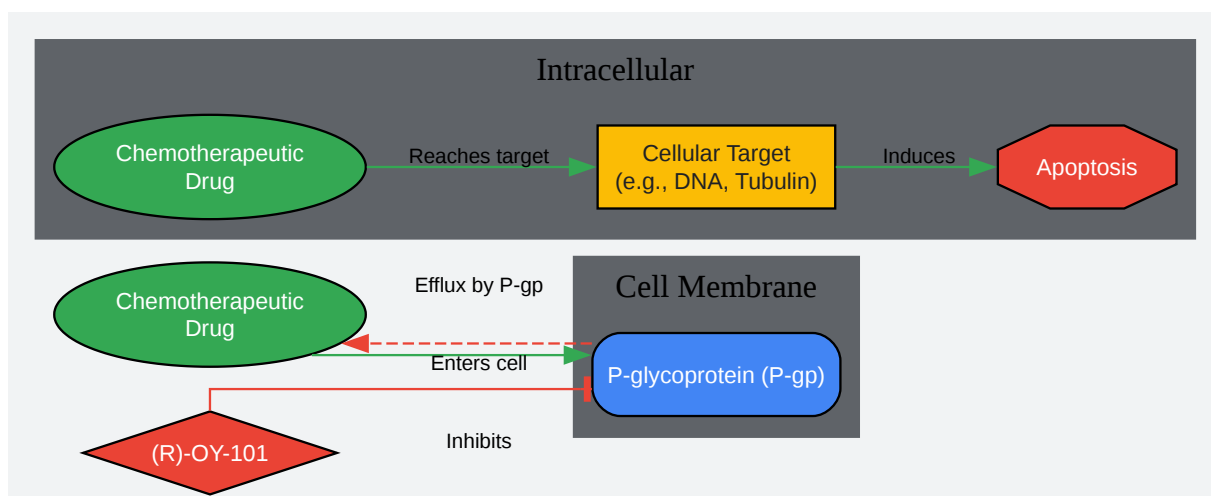 Intracellular
Chemotherapeutic
Drug
Reaches target
Cellular Target
(e.g., DNA, Tubulin)
Induces
Apoptosis
Chemotherapeutic
Drug
Efflux by P-gp
Enters cell
Cell Membrane
P-glycoprotein (P-gp)
(R)-OY-101
Inhibits